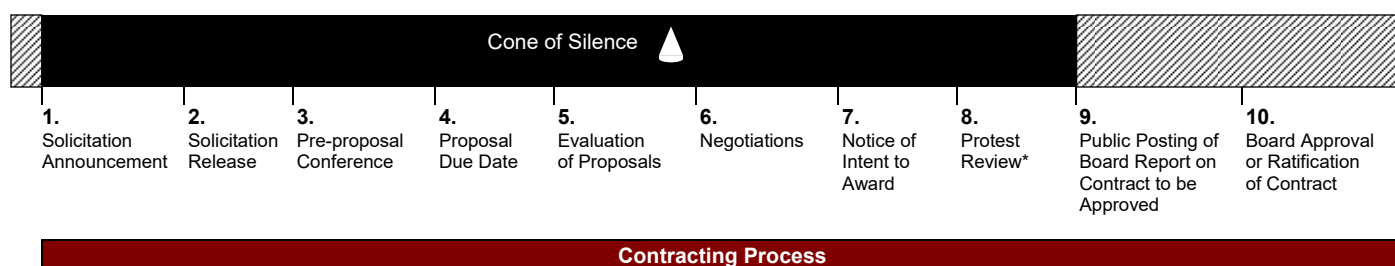 Cone of Silence
1.
Solicitation
Announcement
2.
Solicitation
Release
3.
Pre-proposal
Conference
4.
Proposal
Due Date
5.
Evaluation
of Proposals
6.
Negotiations
7.
Notice of
Intent to
Award
8.
Protest
Review*
9.
Public Posting of
Board Report on
Contract to be
Approved
10.
Board Approval
or Ratification
of Contract
Contracting Process